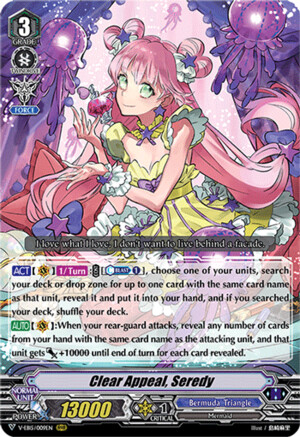 3
GRADE
FORCE
I love what I love. I don't want to live behind a facade.
ACT 1/Turn : BLAST 1 , choose one of your units, search
your deck or drop zone for up to one card with the same card name
as that unit, reveal it and put it into your hand, and if you searched
your deck, shuffle your deck.
AUTO :When your rear-guard attacks, reveal any number of cards
from your hand with the same card name as the attacking unit, and that
unit gets +10000 until end of turn for each card revealed.
Clear Appeal, Seredy
NORMAL
UNIT
POWER 13000 1 CRITICAL
Bermuda Triangle
Mermaid
V-EB15/009EN RRR